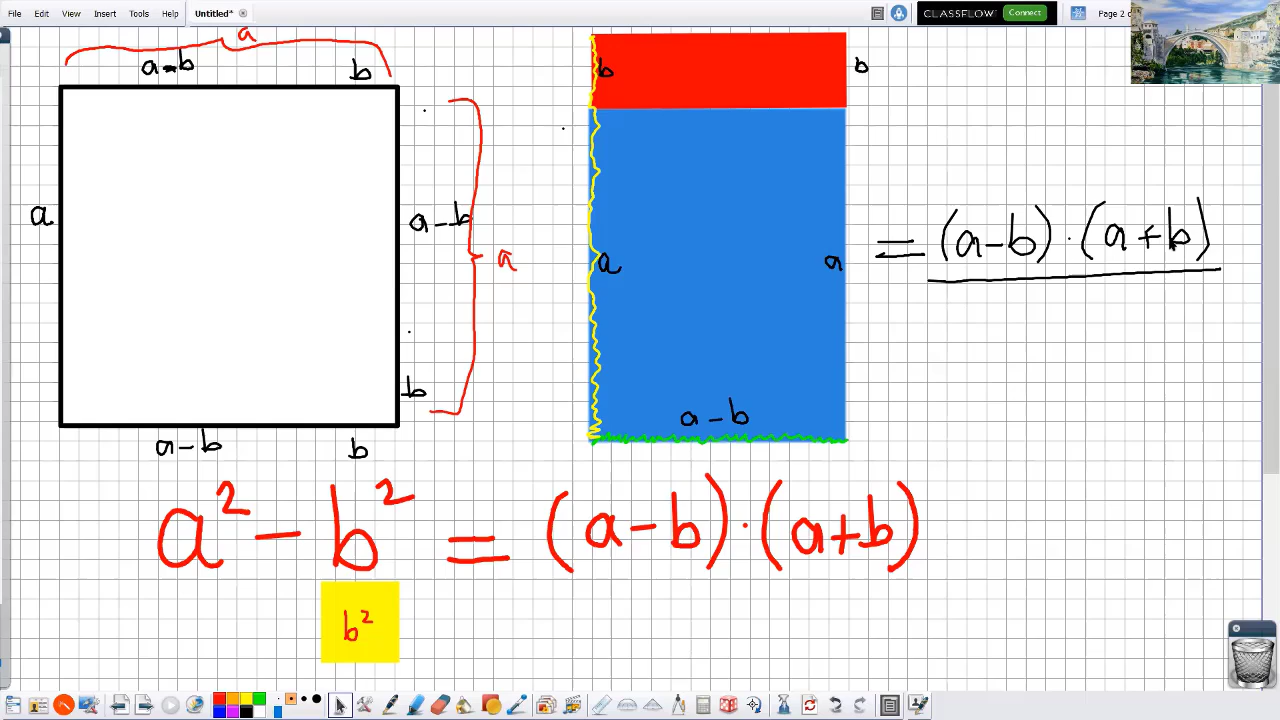 File Edit View Insert Tools Help Untitled* CLASSFLOW Connect Page 2 o
a
a-b b
a
a-b
a
b
a-b b
b b
a a
a-b
= (a-b)·(a+b)
a² - b² = (a-b)·(a+b)
b²